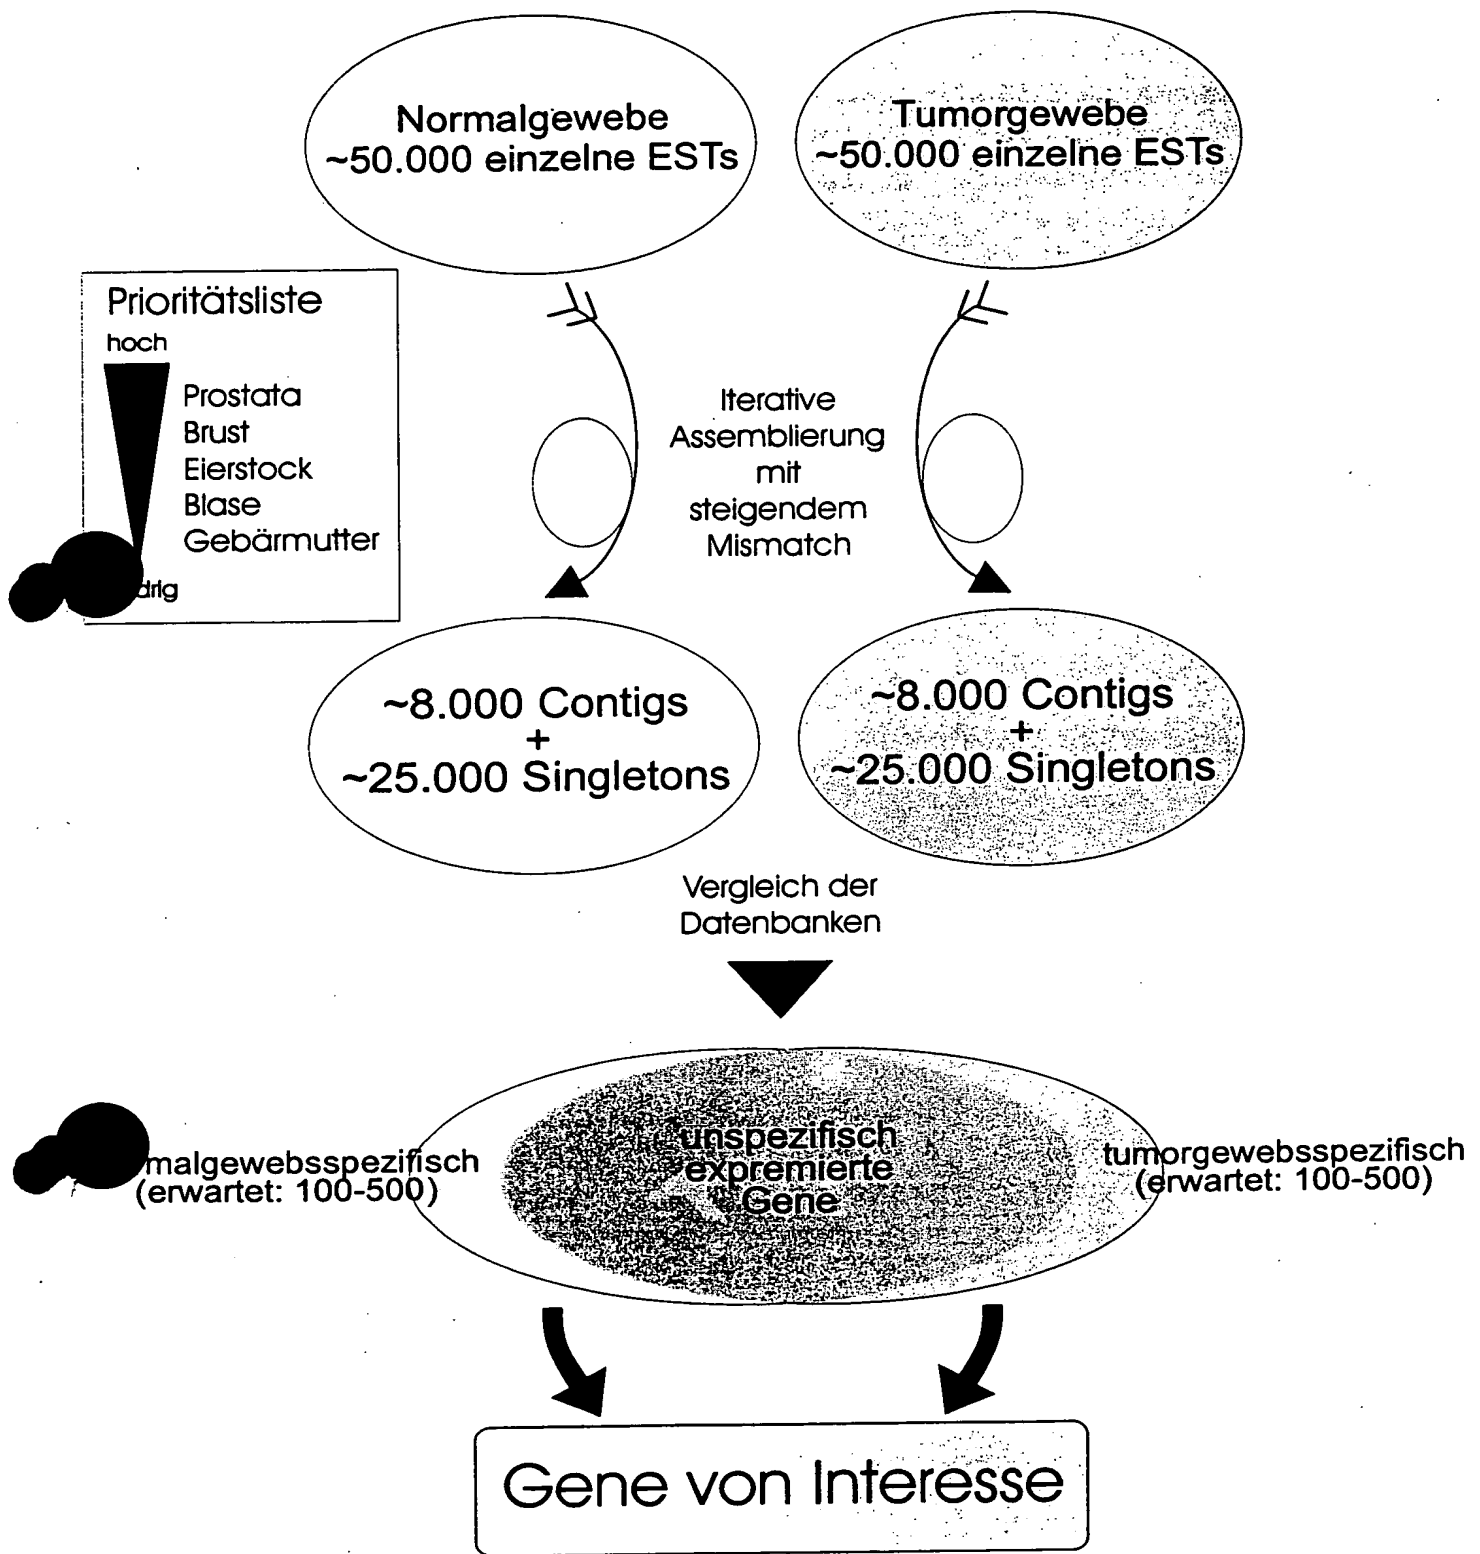 Normalgewebe
~50.000 einzelne ESTs
Tumorgewebe
~50.000 einzelne ESTs
Prioritätsliste
hoch
Prostata
Brust
Eierstock
Blase
Gebärmutter
Iterative
Assemblierung
mit
steigendem
Mismatch
~8.000 Contigs
+
~25.000 Singletons
~8.000 Contigs
+
~25.000 Singletons
Vergleich der
Datenbanken
unspezifisch
expremierte
Gene
(erwartet: 100-500)
tumorgewebsspezifisch
(erwartet: 100-500)
Gene von Interesse